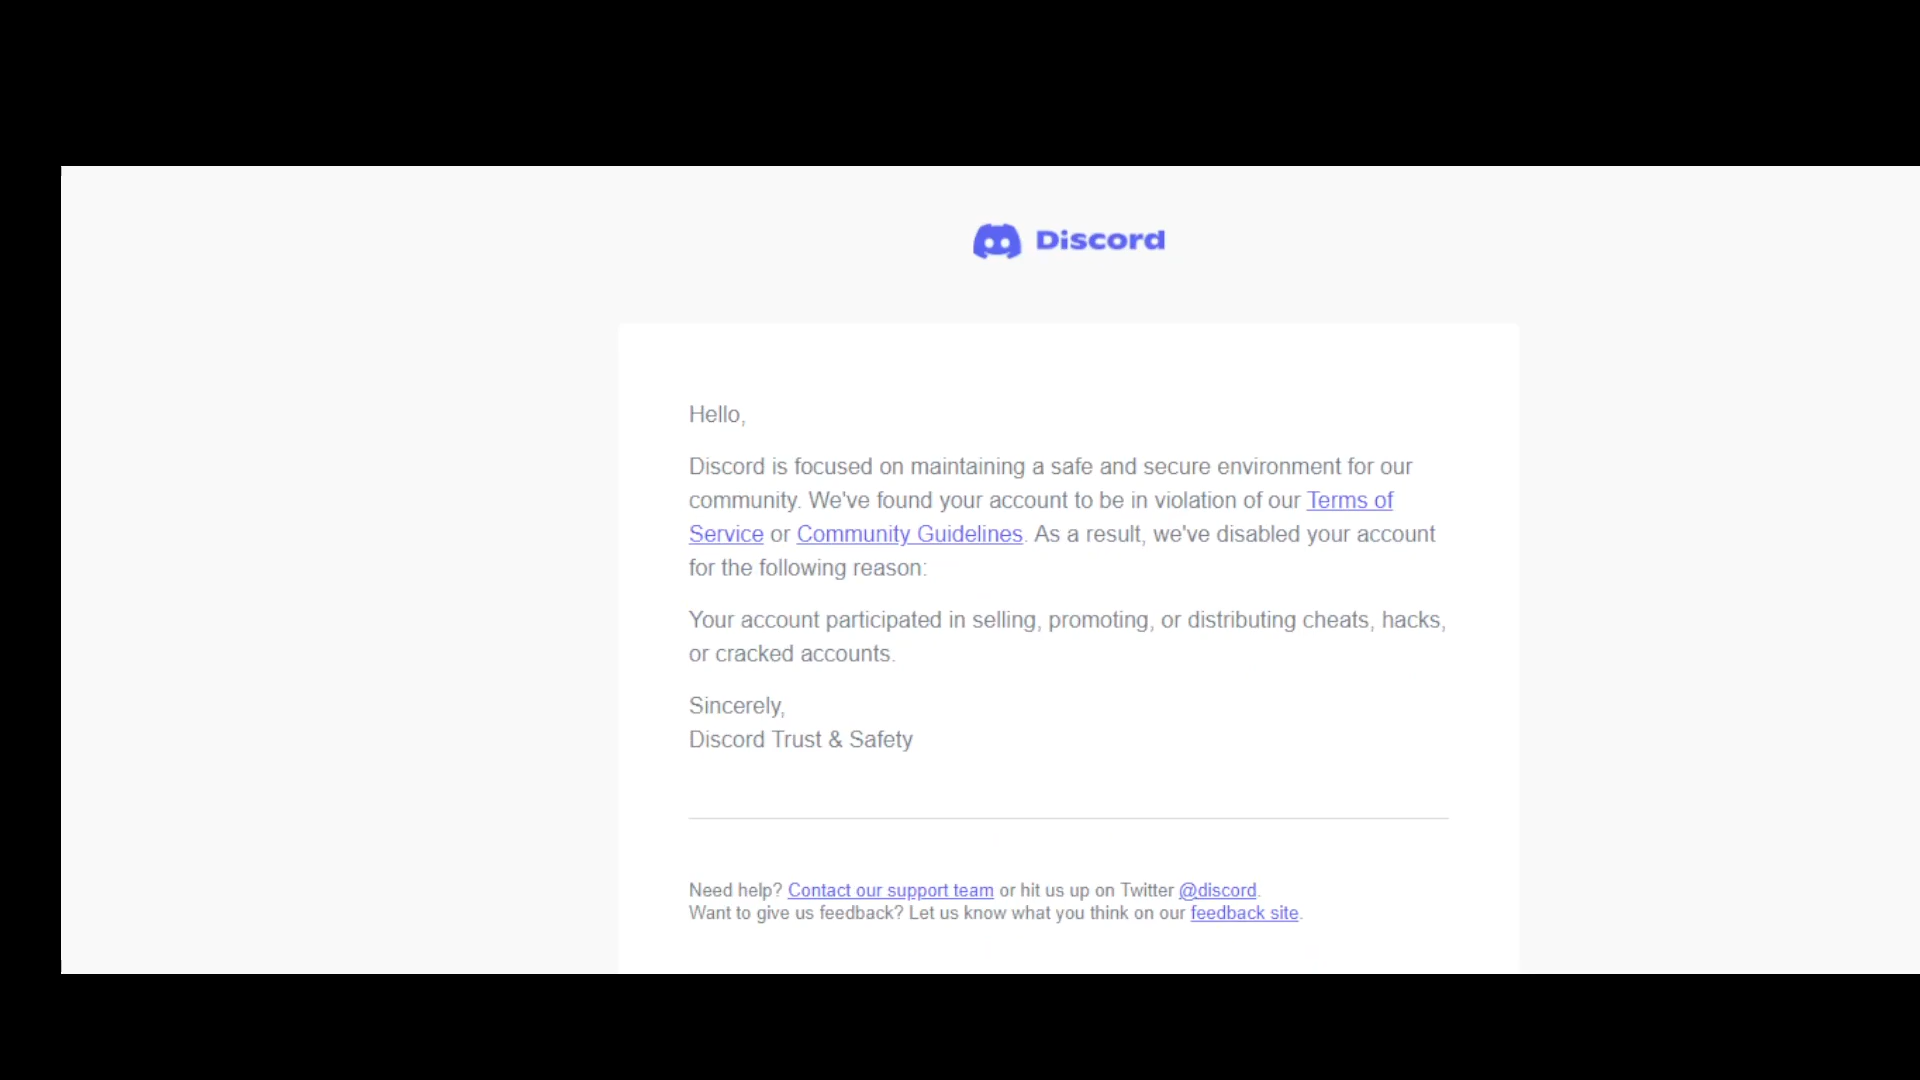 Discord
Hello,
Discord is focused on maintaining a safe and secure environment for our
community. We've found your account to be in violation of our Terms of
Service or Community Guidelines. As a result, we've disabled your account
for the following reason:
Your account participated in selling, promoting, or distributing cheats, hacks,
or cracked accounts.
Sincerely,
Discord Trust & Safety
Need help? Contact our support team or hit us up on Twitter @discord.
Want to give us feedback? Let us know what you think on our feedback site.